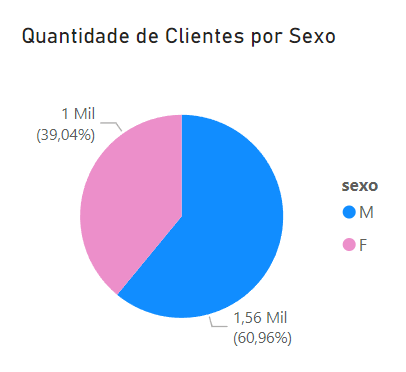 Quantidade de Clientes por Sexo
1 Mil
(39,04%)
sexo
M
F
1,56 Mil
(60,96%)